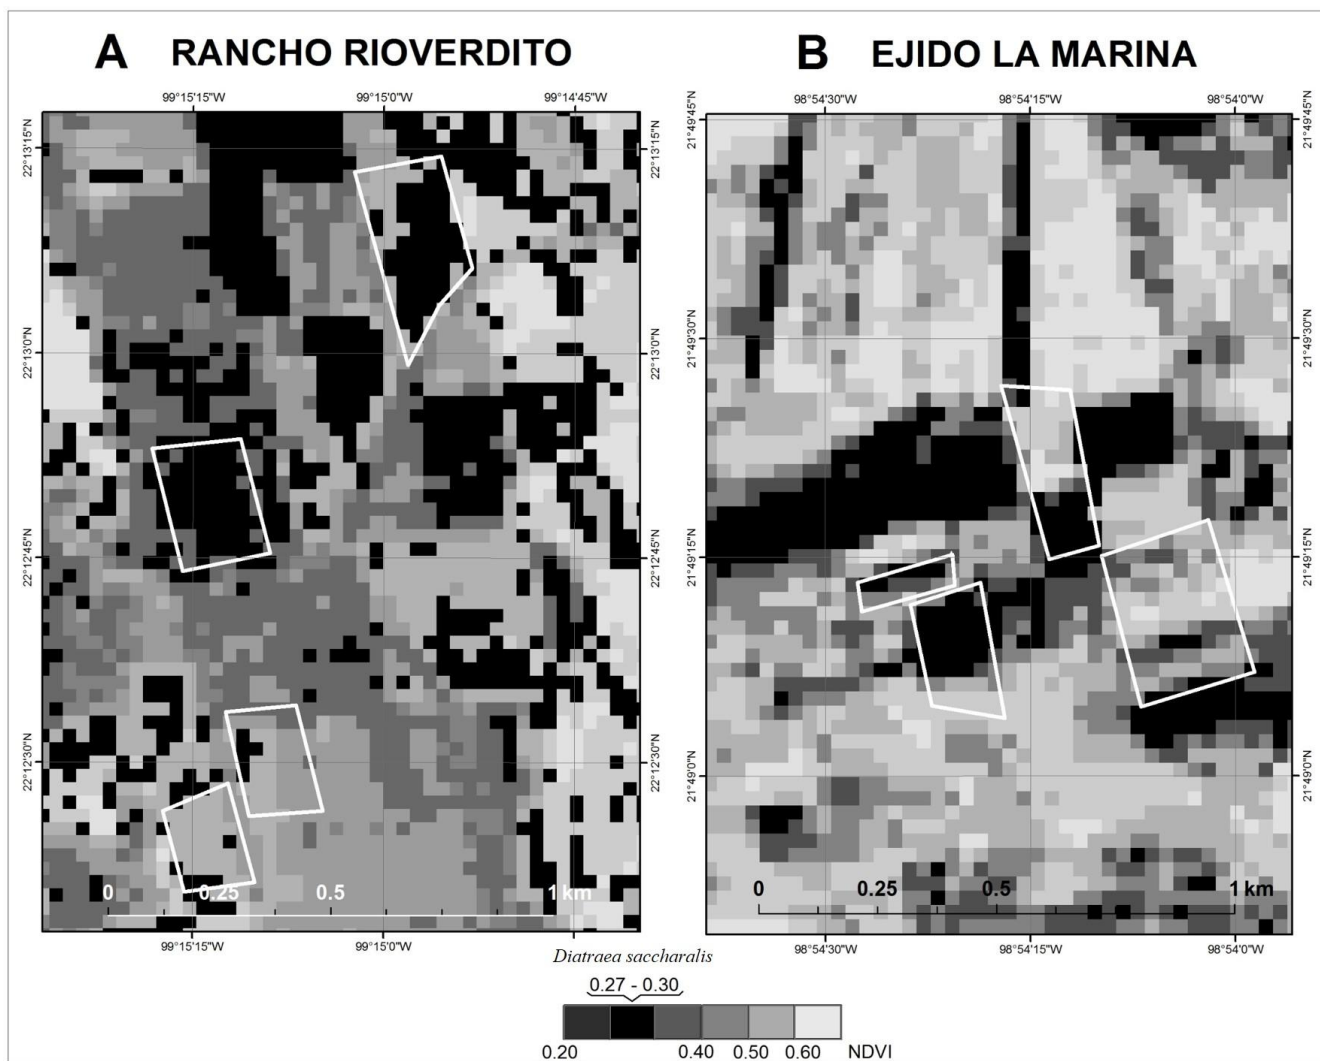 A RANCHO RIOVERDITO
B EJIDO LA MARINA
99°15'15"W 99°15'0"W 99°14'45"W
98°54'30"W 98°54'15"W 98°54'0"W
22°13'15"N 22°13'15"N
22°13'0"N 22°13'0"N
22°12'45"N 22°12'45"N
22°12'30"N 22°12'30"N
21°49'45"N 21°49'45"N
21°49'30"N 21°49'30"N
21°49'15"N 21°49'15"N
21°49'0"N 21°49'0"N
0 0.25 0.5 1 km
0 0.25 0.5 1 km
99°15'15"W 99°15'0"W
98°54'30"W 98°54'15"W 98°54'0"W
Diatraea saccharalis
0.27 - 0.30
0.20 0.40 0.50 0.60 NDVI